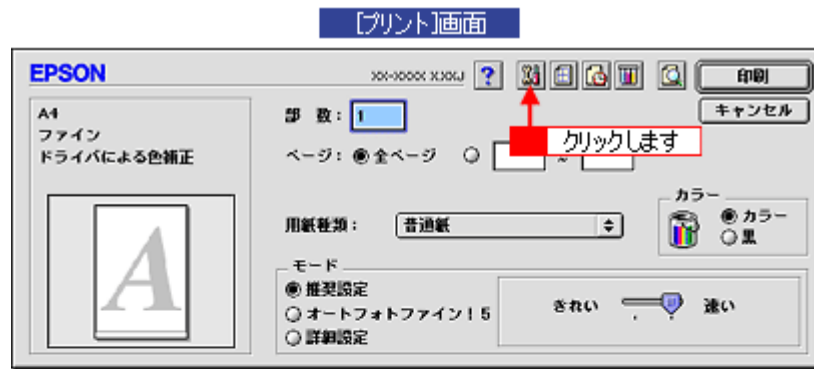 [プリント]画面
EPSON
XX-XXXX X.XXJ
?
印刷
キャンセル
A4
ファイン
ドライバによる色補正
部 数: 1
クリックします
ページ: 全ページ ~
用紙種類: 普通紙
カラー
カラー
黒
モード
推奨設定
オートフォトファイン!5
詳細設定
きれい 速い
A